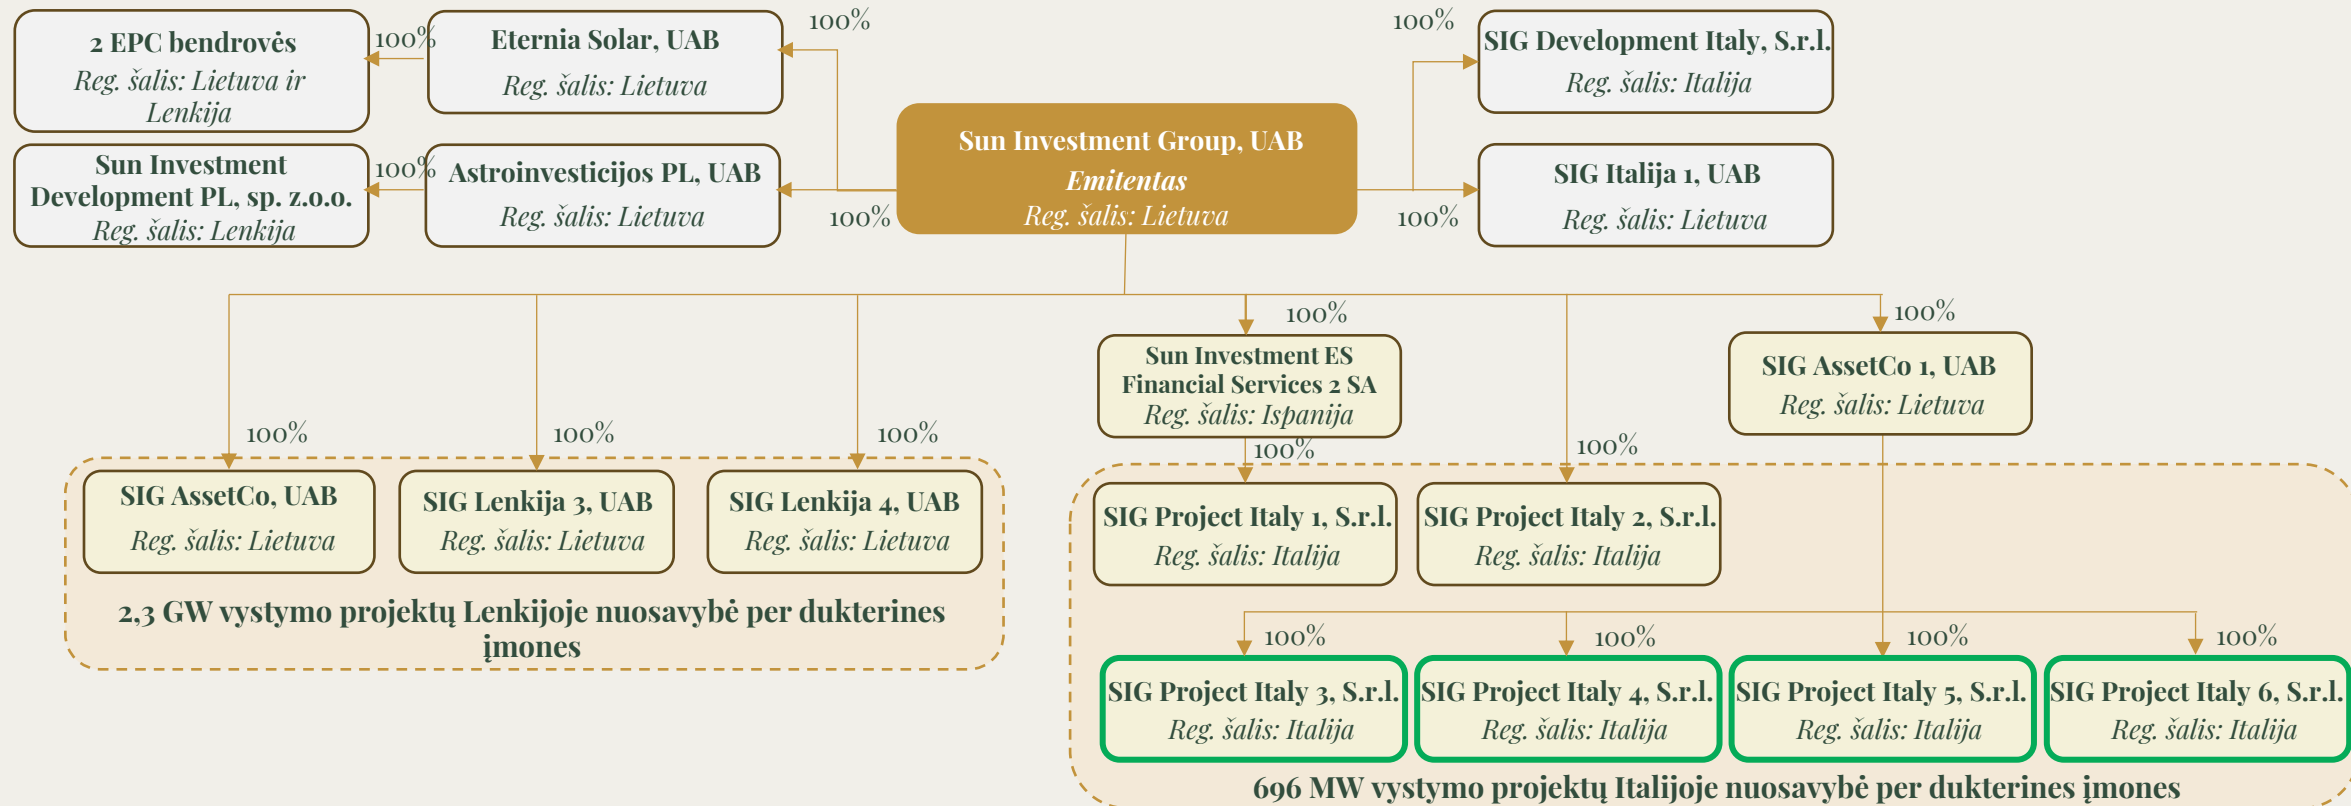 2 EPC bendrovės
Reg. šalis: Lietuva ir
Lenkija
100%
Eternia Solar, UAB
Reg. šalis: Lietuva
100%
100%
SIG Development Italy, S.r.l.
Reg. šalis: Italija
Sun Investment
Development PL, sp. z.o.o.
Reg. šalis: Lenkija
100%
Astroinvesticijos PL, UAB
Reg. šalis: Lietuva
100%
Sun Investment Group, UAB
Emitentas
Reg. šalis: Lietuva
100%
SIG Italija 1, UAB
Reg. šalis: Lietuva
100%
Sun Investment ES
Financial Services 2 SA
Reg. šalis: Ispanija
100%
SIG AssetCo 1, UAB
Reg. šalis: Lietuva
100%
100%
100%
100%
100%
SIG AssetCo, UAB
Reg. šalis: Lietuva
SIG Lenkija 3, UAB
Reg. šalis: Lietuva
SIG Lenkija 4, UAB
Reg. šalis: Lietuva
2,3 GW vystymo projektų Lenkijoje nuosavybė per dukterines
įmones
SIG Project Italy 1, S.r.l.
Reg. šalis: Italija
SIG Project Italy 2, S.r.l.
Reg. šalis: Italija
100%
100%
100%
100%
SIG Project Italy 3, S.r.l.
Reg. šalis: Italija
SIG Project Italy 4, S.r.l.
Reg. šalis: Italija
SIG Project Italy 5, S.r.l.
Reg. šalis: Italija
SIG Project Italy 6, S.r.l.
Reg. šalis: Italija
696 MW vystymo projektų Italijoje nuosavybė per dukterines įmones